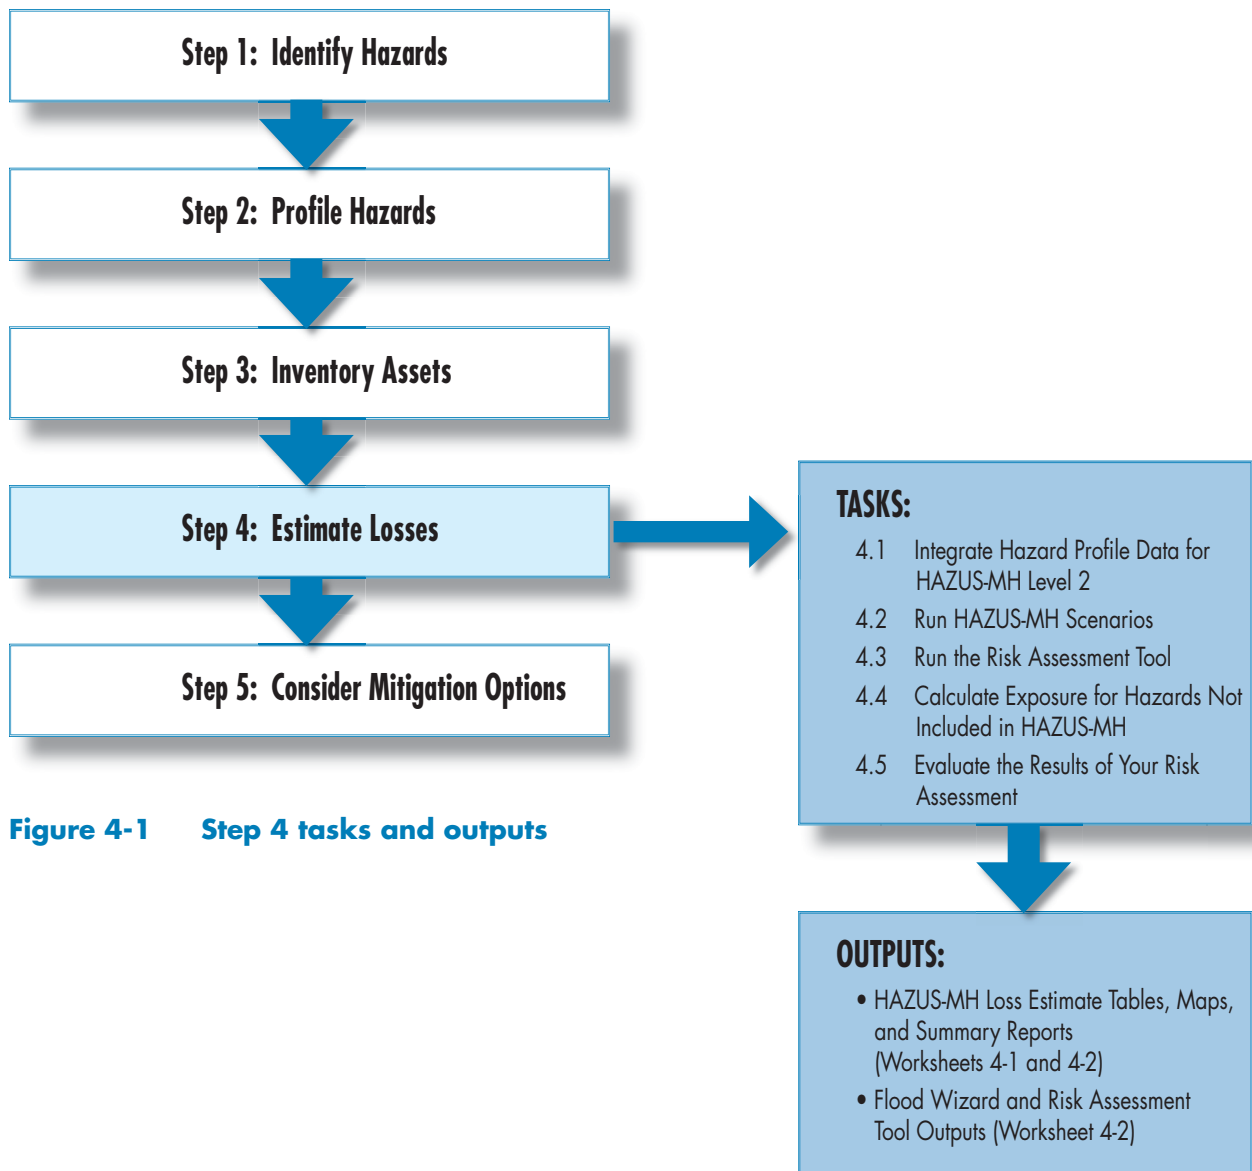 Step 1: Identify Hazards
Step 2: Profile Hazards
Step 3: Inventory Assets
Step 4: Estimate Losses
Step 5: Consider Mitigation Options
Figure 4-1 Step 4 tasks and outputs
TASKS:
4.1 Integrate Hazard Profile Data for
HAZUS-MH Level 2
4.2 Run HAZUS-MH Scenarios
4.3 Run the Risk Assessment Tool
4.4 Calculate Exposure for Hazards Not
Included in HAZUS-MH
4.5 Evaluate the Results of Your Risk
Assessment
OUTPUTS:
• HAZUS-MH Loss Estimate Tables, Maps,
and Summary Reports
(Worksheets 4-1 and 4-2)
• Flood Wizard and Risk Assessment
Tool Outputs (Worksheet 4-2)